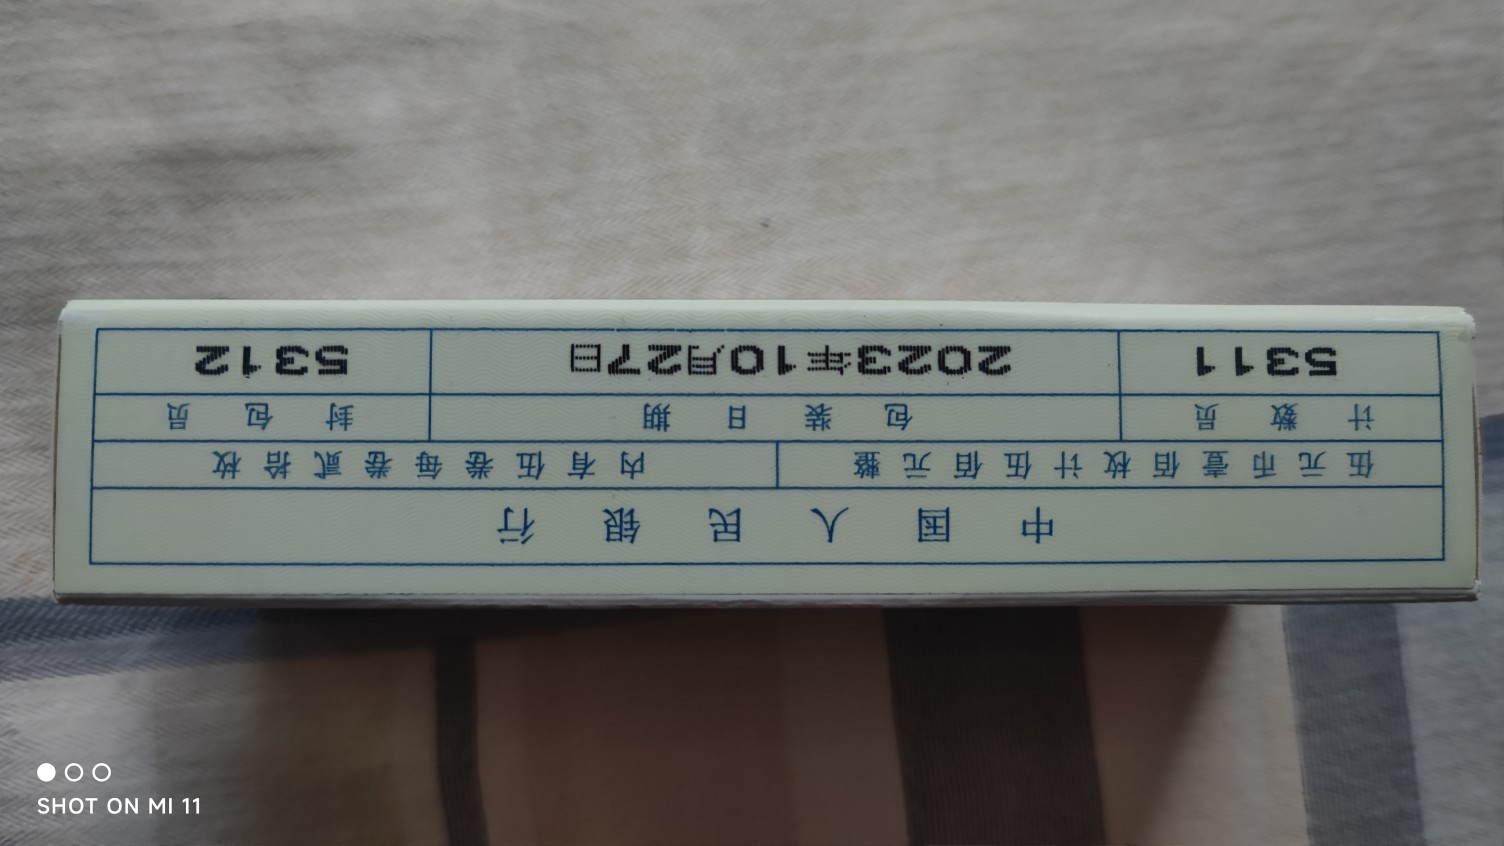 中国人民银行
伍元币壹佰枚计伍佰元整 内有伍卷每卷贰拾枚
计数员 包装日期 封包员
5311 2023年10月27日 5312
SHOT ON MI 11